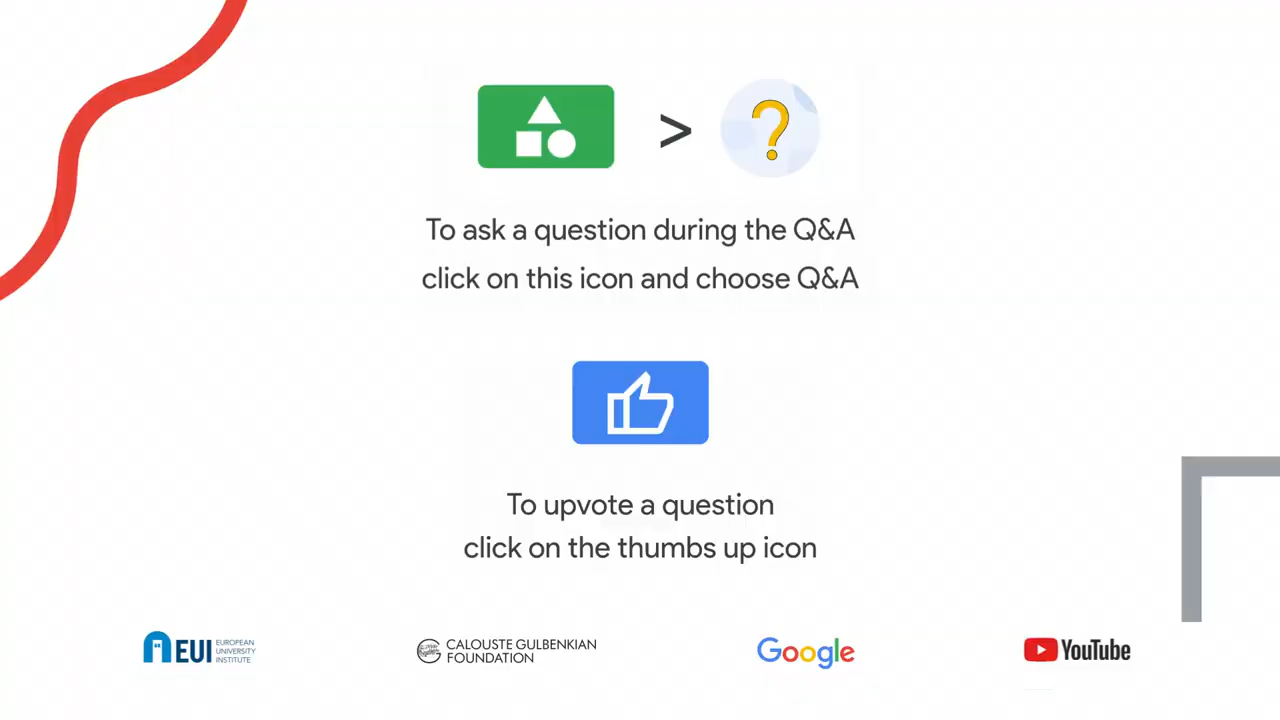 >
?
To ask a question during the Q&A
click on this icon and choose Q&A
To upvote a question
click on the thumbs up icon
EUI
EUROPEAN
UNIVERSITY
INSTITUTE
CALOUSTE GULBENKIAN
FOUNDATION
Google
YouTube